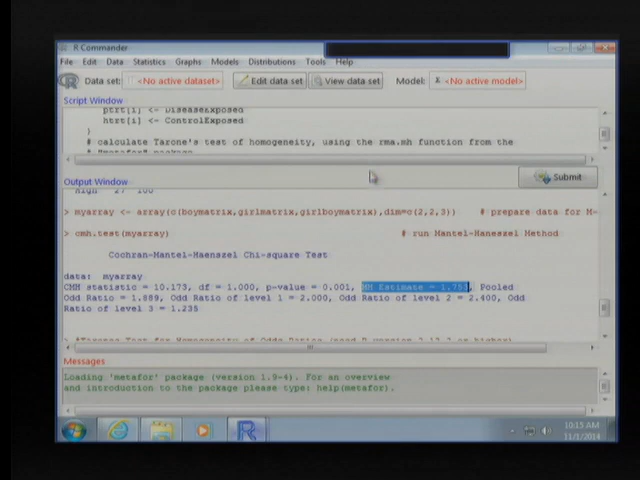 R Commander
File Edit Data Statistics Graphs Models Distributions Tools Help
Data set: <No active dataset> Edit data set View data set Model: <No active model>
Script Window
ptrt[i] <- DiseaseExposed
htrt[i] <- ControlExposed
}
# calculate Tarone's test of homogeneity, using the rma.mh function from the
Submit
Output Window
> myarray <- array(c(boymatrix,girlmatrix,girlboymatrix),dim=c(2,2,3)) # prepare data for M-
> cmh.test(myarray) # run Mantel-Haneszel Method
Cochran-Mantel-Haenszel Chi-square Test
data: myarray
CMH statistic = 10.173, df = 1.000, p-value = 0.001, MH Estimate = 1.763, Pooled
Odd Ratio = 1.889, Odd Ratio of level 1 = 2.000, Odd Ratio of level 2 = 2.400, Odd
Ratio of level 3 = 1.235
Messages
Loading 'metafor' package (version 1.9-4). For an overview
and introduction to the package please type: help(metafor).
10:15 AM
11/1/2014